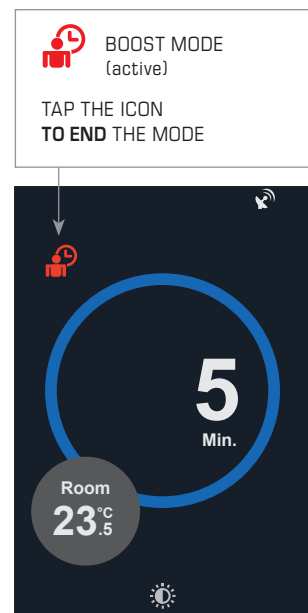 BOOST MODE
(active)
TAP THE ICON
TO END THE MODE
5
Min.
Room
23°C.5